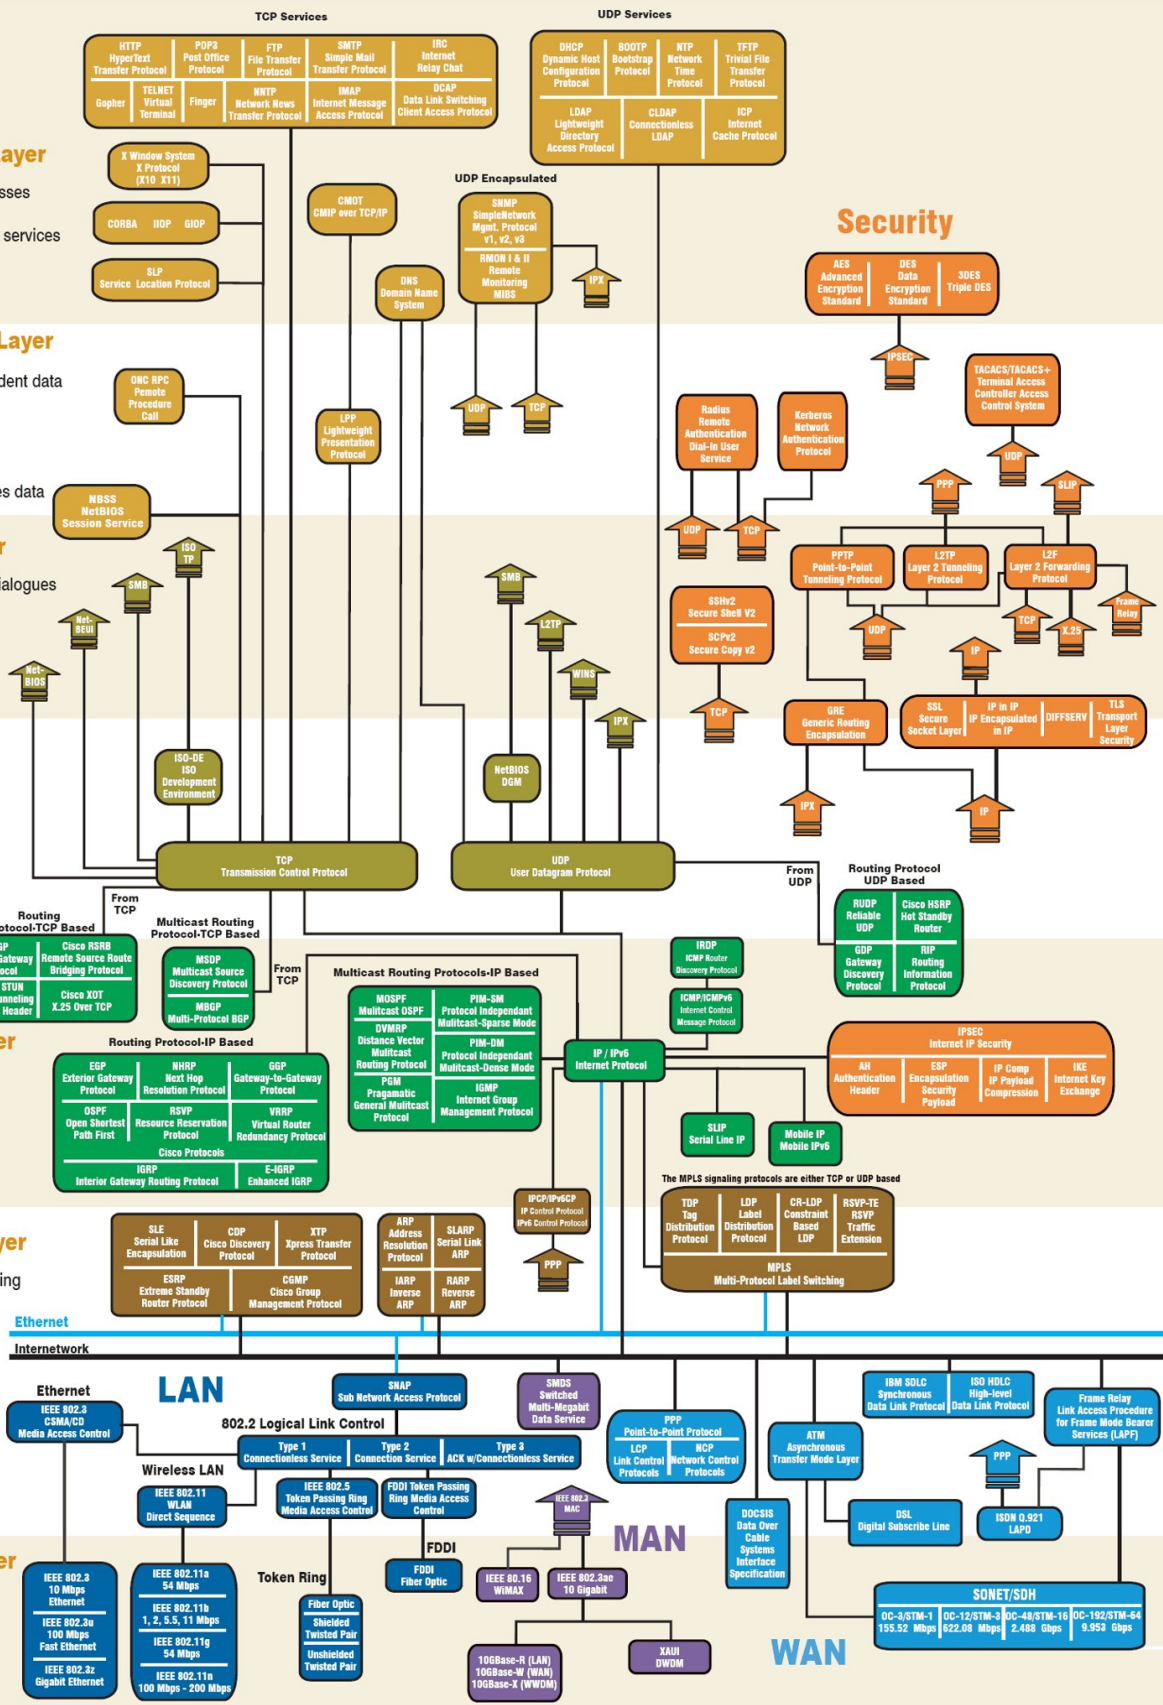 TCP Services
HTTP
HyperText
Transfer Protocol
POP3
Post Office
Protocol
FTP
File Transfer
Protocol
SMTP
Simple Mail
Transfer Protocol
IRC
Internet
Relay Chat
Gopher
TELNET
Virtual
Terminal
Finger
NNTP
Network News
Transfer Protocol
IMAP
Internet Message
Access Protocol
DCAP
Data Link Switching
Client Access Protocol
UDP Services
DHCP
Dynamic Host
Configuration
Protocol
BOOTP
Bootstrap
Protocol
NTP
Network
Time
Protocol
TFTP
Trivial File
Transfer
Protocol
LDAP
Lightweight
Directory
Access Protocol
CLDAP
Connectionless
LDAP
ICP
Internet
Cache Protocol
ayer
sses
services
X Window System
X Protocol
(X10 X11)
CORBA IIOP GIOP
SLP
Service Location Protocol
CMOT
CMIP over TCP/IP
DNS
Domain Name
System
UDP Encapsulated
SNMP
SimpleNetwork
Mgmt. Protocol
v1, v2, v3
RMON I & II
Remote
Monitoring
MIBS
IPX
Security
AES
Advanced
Encryption
Standard
DES
Data
Encryption
Standard
3DES
Triple DES
IPSEC
Layer
dent data
ONC RPC
Pemote
Procedure
Call
LPP
Lightweight
Presentation
Protocol
UDP
TCP
Radius
Remote
Authentication
Dial-In User
Service
Kerberos
Network
Authentication
Protocol
TACACS/TACACS+
Terminal Access
Controller Access
Control System
UDP
PPP
SLIP
s data
NBSS
NetBIOS
Session Service
UDP
TCP
r
ialogues
ISO
TP
SMB
Net-
BEUI
Net-
BIOS
SMB
L2TP
WINS
IPX
PPTP
Point-to-Point
Tunneling Protocol
L2TP
Layer 2 Tunneling
Protocol
L2F
Layer 2 Forwarding
Protocol
SSHv2
Secure Shell V2
SCPv2
Secure Copy v2
UDP
TCP
X.25
Frame
Relay
IP
TCP
GRE
Generic Routing
Encapsulation
SSL
Secure
Socket Layer
IP in IP
IP Encapsulated
in IP
DIFFSERV
TLS
Transport
Layer
Security
ISO-DE
ISO
Development
Environment
NetBIOS
DGM
IPX
IP
TCP
Transmission Control Protocol
UDP
User Datagram Protocol
From
TCP
From
UDP
Routing
otocol-TCP Based
GP
Gateway
ocol
Cisco RSRB
Remote Source Route
Bridging Protocol
STUN
unneling
Header
Cisco XOT
X.25 Over TCP
Multicast Routing
Protocol-TCP Based
MSDP
Multicast Source
Discovery Protocol
MBGP
Multi-Protocol BGP
From
TCP
Routing Protocol
UDP Based
RUDP
Reliable
UDP
Cisco HSRP
Hot Standby
Router
GDP
Gateway
Discovery
Protocol
RIP
Routing
Information
Protocol
Multicast Routing Protocols-IP Based
MOSPF
Mulitcast OSPF
PIM-SM
Protocol Independant
Mulitcast-Sparse Mode
DVMRP
Distance Vector
Mulitcast
Routing Protocol
PIM-DM
Protocol Independant
Mulitcast-Dense Mode
PGM
Pragamatic
General Mulitcast
Protocol
IGMP
Internet Group
Management Protocol
IRDP
ICMP Router
Discovery Protocol
ICMP/ICMPv6
Internet Control
Message Protocol
IP / IPv6
Internet Protocol
IPSEC
Internet IP Security
AH
Authentication
Header
ESP
Encapsulation
Security
Payload
IP Comp
IP Payload
Compression
IKE
Internet Key
Exchange
er
Routing Protocol-IP Based
EGP
Exterior Gateway
Protocol
NHRP
Next Hop
Resolution Protocol
GGP
Gateway-to-Gateway
Protocol
OSPF
Open Shortest
Path First
RSVP
Resource Reservation
Protocol
VRRP
Virtual Router
Redundancy Protocol
Cisco Protocols
IGRP
Interior Gateway Routing Protocol
E-IGRP
Enhanced IGRP
SLIP
Serial Line IP
Mobile IP
Mobile IPv6
The MPLS signaling protocols are either TCP or UDP based
TDP
Tag
Distribution
Protocol
LDP
Label
Distribution
Protocol
CR-LDP
Constraint
Based
LDP
RSVP-TE
RSVP
Traffic
Extension
MPLS
Multi-Protocol Label Switching
IPCP/IPv6CP
IP Control Protocol
IPv6 Control Protocol
PPP
yer
ing
SLE
Serial Like
Encapsulation
CDP
Cisco Discovery
Protocol
XTP
Xpress Transfer
Protocol
ESRP
Extreme Standby
Router Protocol
CGMP
Cisco Group
Management Protocol
ARP
Address
Resolution
Protocol
SLARP
Serial Link
ARP
IARP
Inverse
ARP
RARP
Reverse
ARP
Ethernet
Internetwork
LAN
Ethernet
IEEE 802.3
CSMA/CD
Media Access Control
SNAP
Sub Network Access Protocol
802.2 Logical Link Control
Type 1
Connectionless Service
Type 2
Connection Service
Type 3
ACK w/Connectionless Service
Wireless LAN
IEEE 802.11
WLAN
Direct Sequence
IEEE 802.5
Token Passing Ring
Media Access Control
FDDI Token Passing
Ring Media Access
Control
SMDS
Switched
Multi-Megabit
Data Service
PPP
Point-to-Point Protocol
LCP
Link Control
Protocols
NCP
Network Control
Protocols
IBM SDLC
Synchronous
Data Link Protocol
ISO HDLC
High-level
Data Link Protocol
Frame Relay
Link Access Procedure
for Frame Mode Bearer
Services (LAPF)
ATM
Asynchronous
Transfer Mode Layer
PPP
IEEE 802.3
MAC
MAN
DOCSIS
Data Over
Cable
Systems
Interface
Specification
DSL
Digital Subscribe Line
ISDN Q.921
LAPD
er
IEEE 802.3
10 Mbps
Ethernet
IEEE 802.3u
100 Mbps
Fast Ethernet
IEEE 802.3z
Gigabit Ethernet
IEEE 802.11a
54 Mbps
IEEE 802.11b
1, 2, 5.5, 11 Mbps
IEEE 802.11g
54 Mbps
IEEE 802.11n
100 Mbps - 200 Mbps
Token Ring
Fiber Optic
Shielded
Twisted Pair
Unshielded
Twisted Pair
FDDI
FDDI
Fiber Optic
IEEE 80.16
WiMAX
IEEE 802.3ae
10 Gigabit
10GBase-R (LAN)
10GBase-W (WAN)
10GBase-X (WWDM)
XAUI
DWDM
WAN
SONET/SDH
OC-3/STM-1
155.52 Mbps
OC-12/STM-3
622.08 Mbps
OC-48/STM-16
2.488 Gbps
OC-192/STM-64
9.953 Gbps